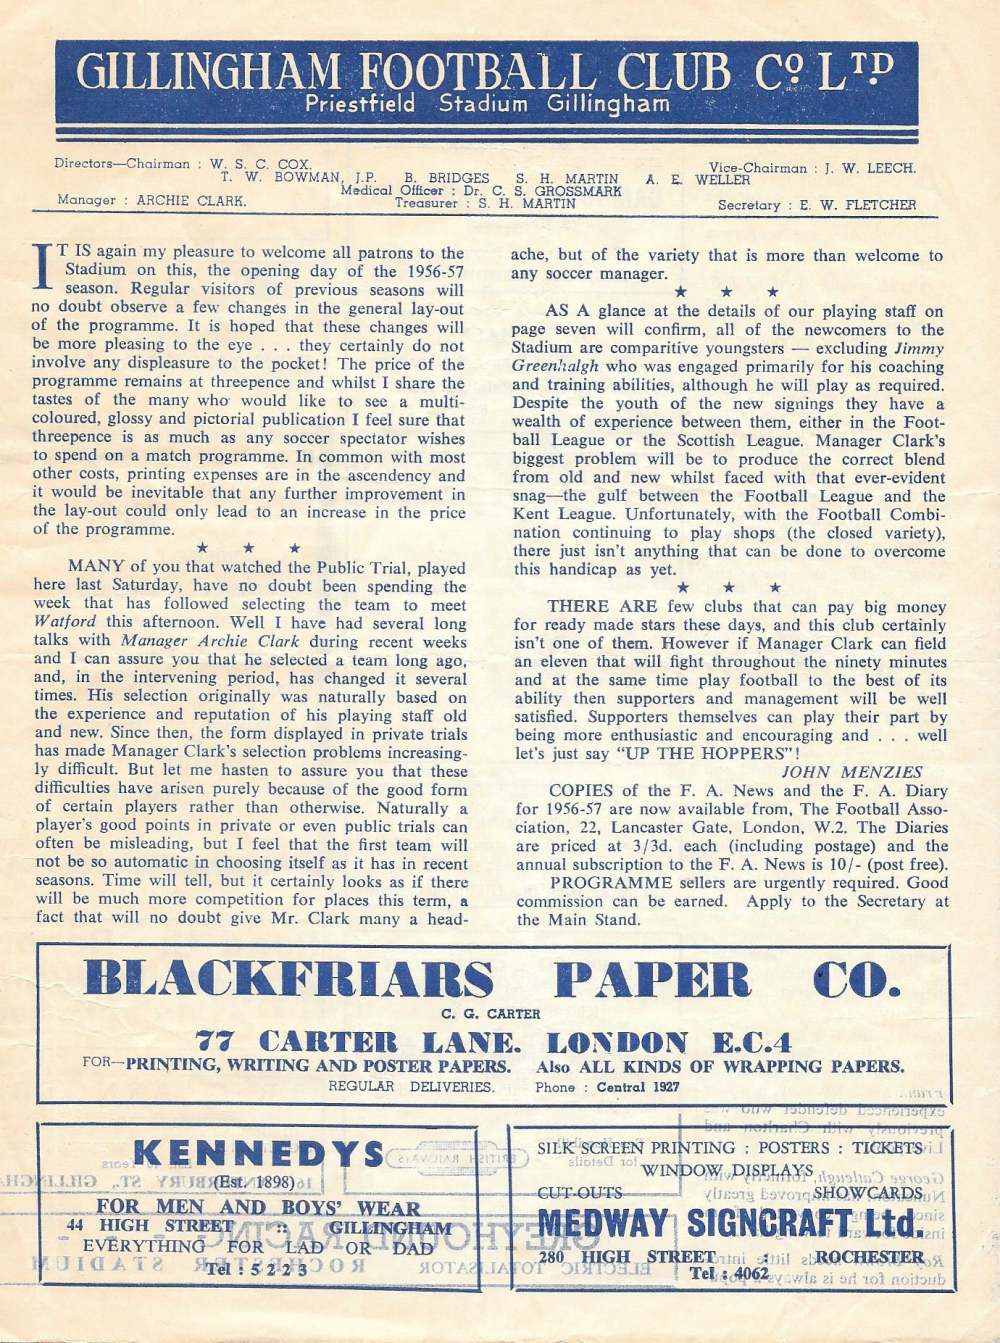 GILLINGHAM FOOTBALL CLUB Cº LTD
Priestfield Stadium Gillingham
Directors—Chairman : W. S. C. COX.
Vice-Chairman : J. W. LEECH.
T. W. BOWMAN, J.P. B. BRIDGES S. H. MARTIN A. E. WELLER
Medical Officer : Dr. C. S. GROSSMARK
Manager : ARCHIE CLARK.
Treasurer : S. H. MARTIN
Secretary : E. W. FLETCHER
IT IS again my pleasure to welcome all patrons to the
Stadium on this, the opening day of the 1956-57
season. Regular visitors of previous seasons will
no doubt observe a few changes in the general lay-out
of the programme. It is hoped that these changes will
be more pleasing to the eye . . . they certainly do not
involve any displeasure to the pocket! The price of the
programme remains at threepence and whilst I share the
tastes of the many who would like to see a multi-
coloured, glossy and pictorial publication I feel sure that
threepence is as much as any soccer spectator wishes
to spend on a match programme. In common with most
other costs, printing expenses are in the ascendency and
it would be inevitable that any further improvement in
the lay-out could only lead to an increase in the price
of the programme.
★ ★ ★
MANY of you that watched the Public Trial, played
here last Saturday, have no doubt been spending the
week that has followed selecting the team to meet
Watford this afternoon. Well I have had several long
talks with Manager Archie Clark during recent weeks
and I can assure you that he selected a team long ago,
and, in the intervening period, has changed it several
times. His selection originally was naturally based on
the experience and reputation of his playing staff old
and new. Since then, the form displayed in private trials
has made Manager Clark's selection problems increasing-
ly difficult. But let me hasten to assure you that these
difficulties have arisen purely because of the good form
of certain players rather than otherwise. Naturally a
player's good points in private or even public trials can
often be misleading, but I feel that the first team will
not be so automatic in choosing itself as it has in recent
seasons. Time will tell, but it certainly looks as if there
will be much more competition for places this term, a
fact that will no doubt give Mr. Clark many a head-
ache, but of the variety that is more than welcome to
any soccer manager.
★ ★ ★
AS A glance at the details of our playing staff on
page seven will confirm, all of the newcomers to the
Stadium are comparitive youngsters — excluding Jimmy
Greenhalgh who was engaged primarily for his coaching
and training abilities, although he will play as required.
Despite the youth of the new signings they have a
wealth of experience between them, either in the Foot-
ball League or the Scottish League. Manager Clark's
biggest problem will be to produce the correct blend
from old and new whilst faced with that ever-evident
snag—the gulf between the Football League and the
Kent League. Unfortunately, with the Football Combi-
nation continuing to play shops (the closed variety),
there just isn't anything that can be done to overcome
this handicap as yet.
★ ★ ★
THERE ARE few clubs that can pay big money
for ready made stars these days, and this club certainly
isn't one of them. However if Manager Clark can field
an eleven that will fight throughout the ninety minutes
and at the same time play football to the best of its
ability then supporters and management will be well
satisfied. Supporters themselves can play their part by
being more enthusiastic and encouraging and . . . well
let's just say "UP THE HOPPERS"!
JOHN MENZIES
COPIES of the F. A. News and the F. A. Diary
for 1956-57 are now available from, The Football Asso-
ciation, 22, Lancaster Gate, London, W.2. The Diaries
are priced at 3/3d. each (including postage) and the
annual subscription to the F. A. News is 10/- (post free).
PROGRAMME sellers are urgently required. Good
commission can be earned. Apply to the Secretary at
the Main Stand.
BLACKFRIARS PAPER CO.
C. G. CARTER
77 CARTER LANE. LONDON E.C.4
FOR—PRINTING, WRITING AND POSTER PAPERS. Also ALL KINDS OF WRAPPING PAPERS.
REGULAR DELIVERIES. Phone : Central 1927
KENNEDYS
(Est. 1898)
FOR MEN AND BOYS' WEAR
44 HIGH STREET :: GILLINGHAM
EVERYTHING FOR LAD OR DAD
Tel : 5 2 2 3
SILK SCREEN PRINTING : POSTERS : TICKETS
WINDOW DISPLAYS
CUT-OUTS SHOWCARDS
MEDWAY SIGNCRAFT, Ltd.
280 HIGH STREET : ROCHESTER
Tel : 4062